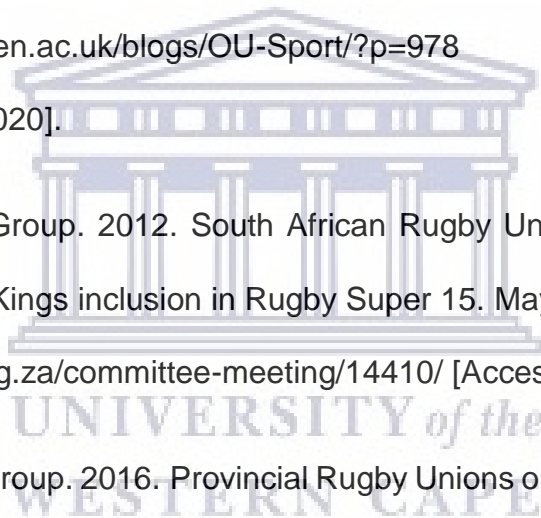 en.ac.uk/blogs/OU-Sport/?p=978
020].
Group. 2012. South African Rugby Un
Kings inclusion in Rugby Super 15. May
g.za/committee-meeting/14410/ [Acces
UNIVERSITY of the
roup. 2016. Provincial Rugby Unions o
WESTERN CAPE